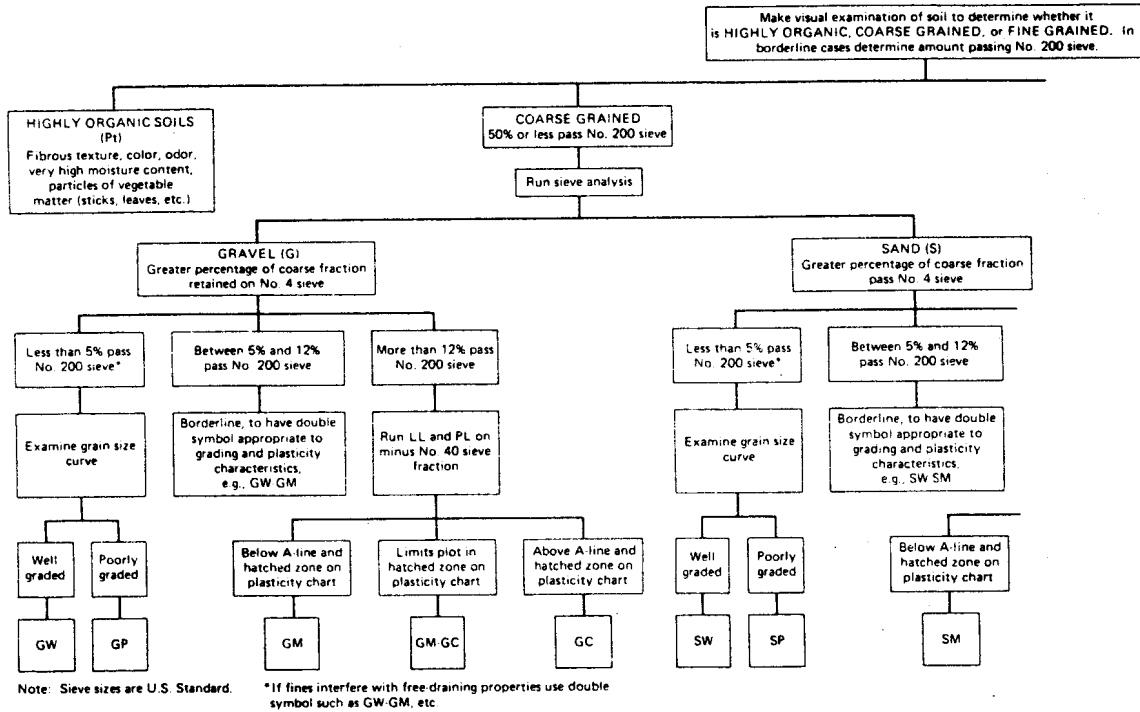 Make visual examination of soil to determine whether it
is HIGHLY ORGANIC, COARSE GRAINED, or FINE GRAINED. In
borderline cases determine amount passing No. 200 sieve.
HIGHLY ORGANIC SOILS
(Pt)
Fibrous texture, color, odor,
very high moisture content,
particles of vegetable
matter (sticks, leaves, etc.)
COARSE GRAINED
50% or less pass No. 200 sieve
Run sieve analysis
GRAVEL (G)
Greater percentage of coarse fraction
retained on No. 4 sieve
SAND (S)
Greater percentage of coarse fraction
pass No. 4 sieve
Less than 5% pass
No. 200 sieve*
Between 5% and 12%
pass No. 200 sieve
More than 12% pass
No. 200 sieve
Less than 5% pass
No. 200 sieve*
Between 5% and 12%
pass No. 200 sieve
Examine grain size
curve
Borderline, to have double
symbol appropriate to
grading and plasticity
characteristics,
e.g., GW-GM
Run LL and PL on
minus No. 40 sieve
fraction
Examine grain size
curve
Borderline, to have double
symbol appropriate to
grading and plasticity
characteristics,
e.g., SW-SM
Well
graded
Poorly
graded
Below A-line and
hatched zone on
plasticity chart
Limits plot in
hatched zone on
plasticity chart
Above A-line and
hatched zone on
plasticity chart
Well
graded
Poorly
graded
Below A-line and
hatched zone on
plasticity chart
GW
GP
GM
GM-GC
GC
SW
SP
SM
Note: Sieve sizes are U.S. Standard.
*If fines interfere with free-draining properties use double
symbol such as GW-GM, etc